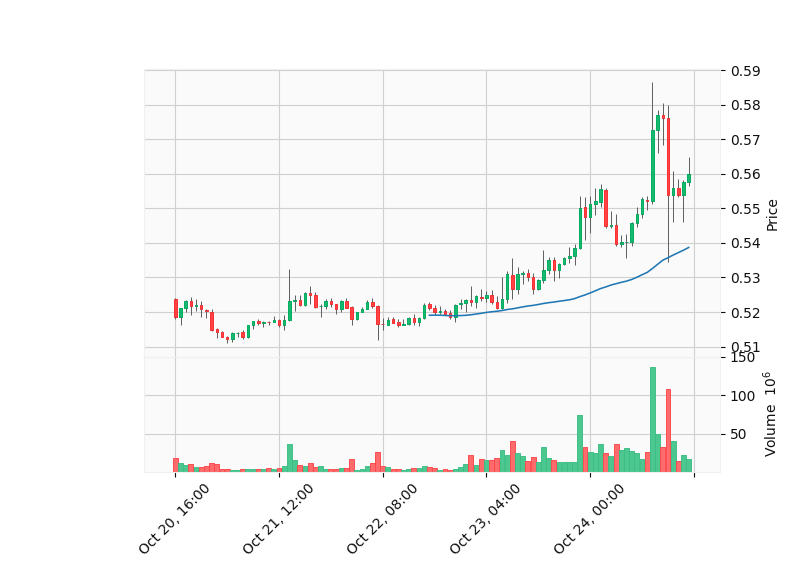 0.59
0.58
0.57
0.56
0.55
0.54
0.53
0.52
0.51
Price
150
100
50
Volume 10^6
Oct 20, 16:00
Oct 21, 12:00
Oct 22, 08:00
Oct 23, 04:00
Oct 24, 00:00